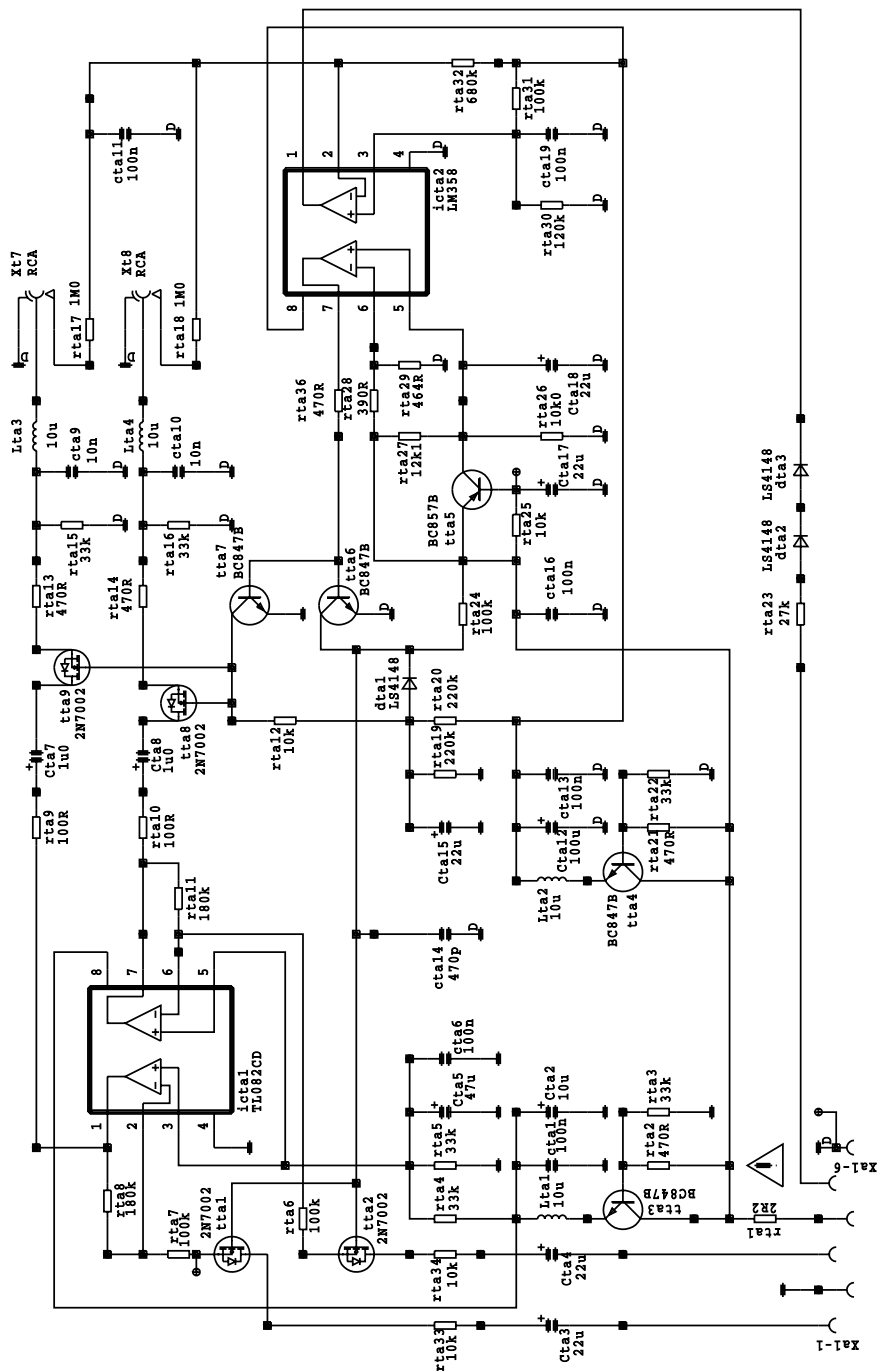 Xt7
RCA
Xt8
RCA
cta11
100n
rta17 1M0
rta18 1M0
Lta3
10u
cta9
10n
Lta4
10u
cta10
10n
rta15
33k
rta16
33k
rta13
470R
rta14
470R
tta7
BC847B
tta6
BC847B
tta9
2N7002
tta8
2N7002
Cta7
1u0
Cta8
1u0
rta9
100R
rta10
100R
rta11
180k
rta12
10k
icta1
TL082CD
1
2
3
4
5
6
7
8
rta8
180k
rta7
100k
2N7002
tta1
rta6
100k
tta2
2N7002
rta32
680k
rta31
100k
cta19
100n
rta30
120k
icta2
LM358
1
2
3
4
5
6
7
8
rta36
470R
rta28
390R
rta29
464R
rta27
12k1
Cta18
22u
rta26
10k0
Cta17
22u
BC857B
tta5
rta25
10k
rta24
100k
cta16
100n
dta1
LS4148
rta20
220k
rta19
220k
Cta15
22u
cta14
470p
cta13
100n
Cta12
100u
Lta2
10u
rta22
33k
rta21
470R
BC847B
tta4
LS4148
dta3
LS4148
dta2
rta23
27k
cta6
100n
Cta5
47u
rta5
33k
rta4
33k
Cta2
10u
cta1
100n
Lta1
10u
rta3
33k
rta2
470R
BC847B
tta3
rta1
2R2
rta34
10k
Cta4
22u
rta33
10k
Cta3
22u
Xa1-6
Xa1-1